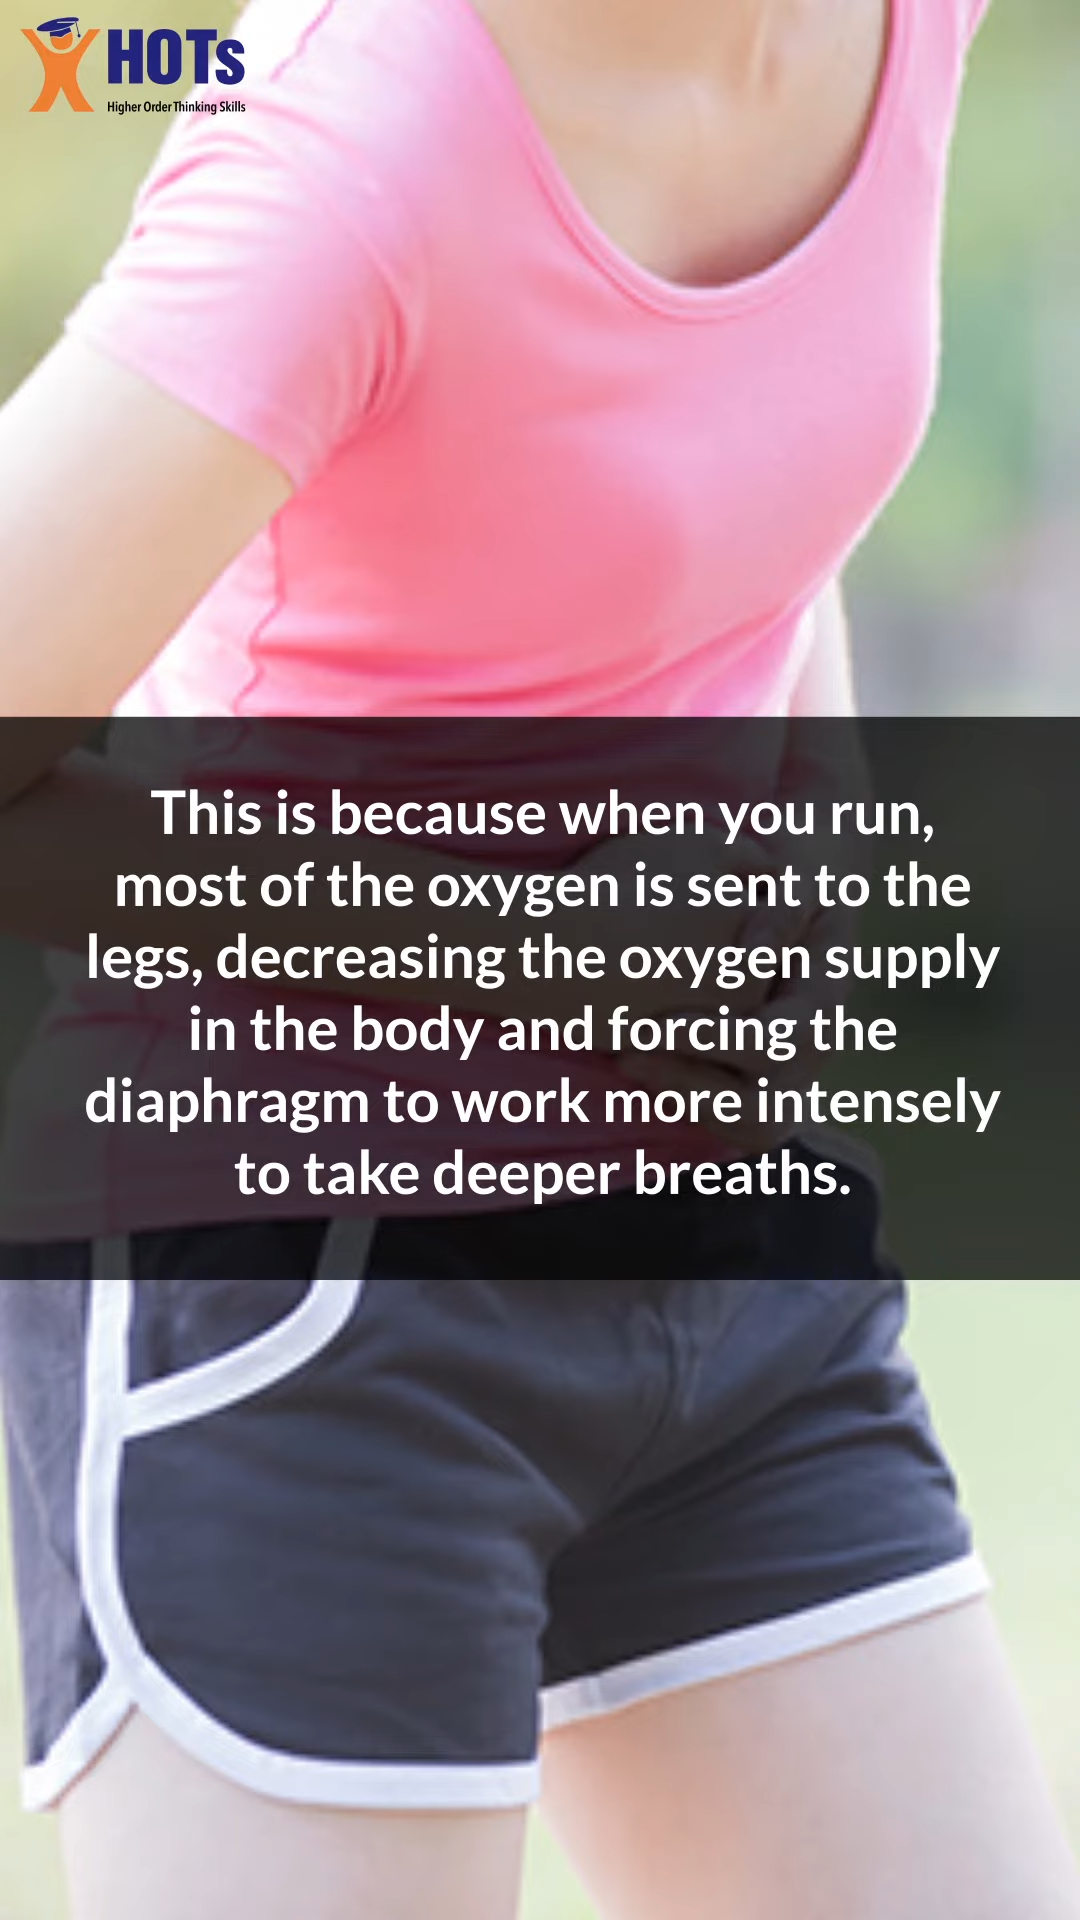 HOTs
Higher Order Thinking Skills
This is because when you run,
most of the oxygen is sent to the
legs, decreasing the oxygen supply
in the body and forcing the
diaphragm to work more intensely
to take deeper breaths.